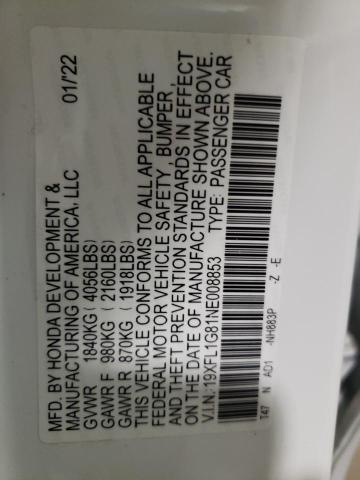 MFD. BY HONDA DEVELOPMENT &
MANUFACTURING OF AMERICA, LLC 01/22
GVWR 1840KG ( 4056LBS)
GAWR F 980KG ( 2160LBS)
GAWR R 870KG ( 1918LBS)
THIS VEHICLE CONFORMS TO ALL APPLICABLE
FEDERAL MOTOR VEHICLE SAFETY, BUMPER,
AND THEFT PREVENTION STANDARDS IN EFFECT
ON THE DATE OF MANUFACTURE SHOWN ABOVE.
V.I.N.:19XFL1G81NE008853 TYPE: PASSENGER CAR
T47 N AD1 -NH883P -Z -E